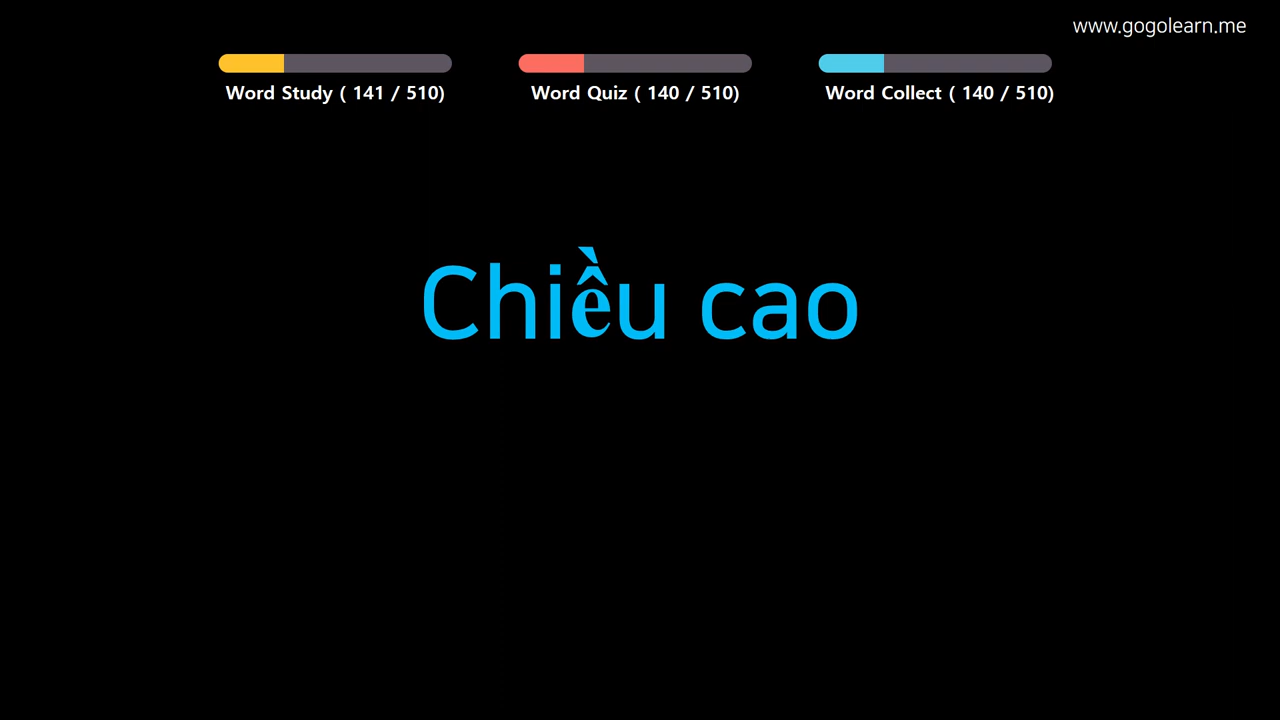 www.gogolearn.me
Word Study ( 141 / 510)
Word Quiz ( 140 / 510)
Word Collect ( 140 / 510)
Chiều cao